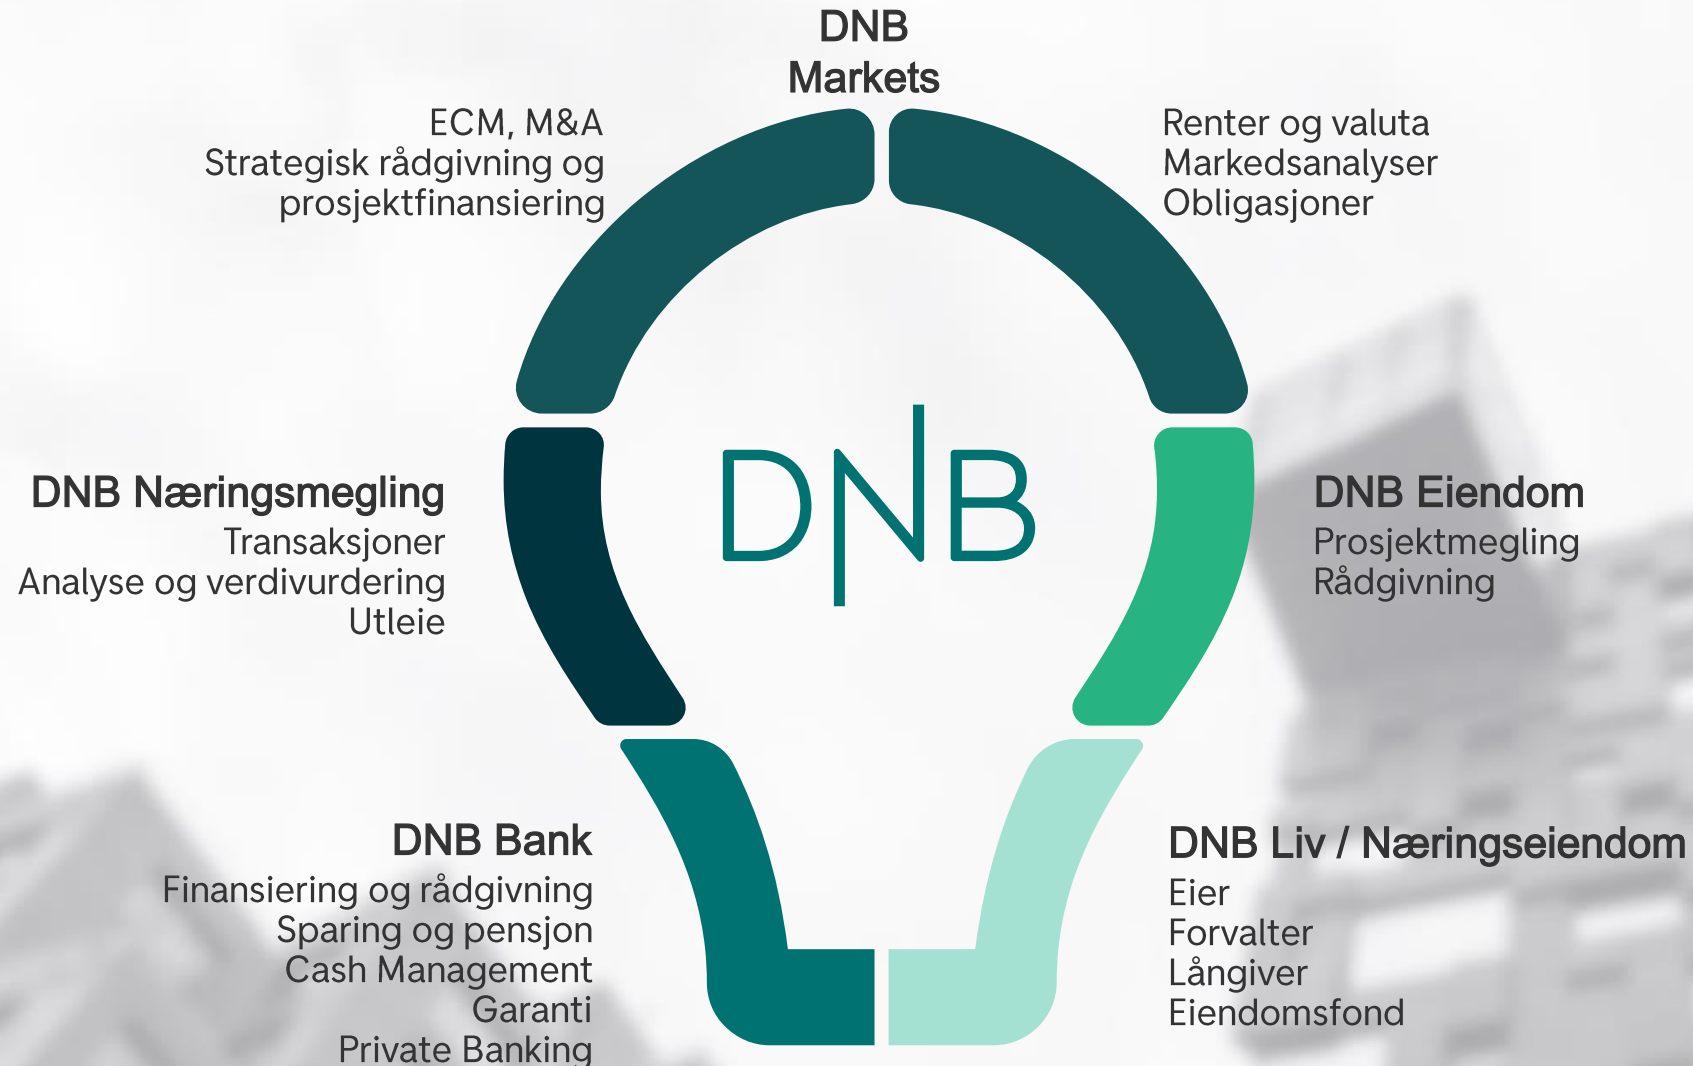 DNB
Markets
ECM, M&A
Strategisk rådgivning og
prosjektfinansiering
Renter og valuta
Markedsanalyser
Obligasjoner
DNB
DNB Næringsmegling
Transaksjoner
Analyse og verdivurdering
Utleie
DNB Eiendom
Prosjektmegling
Rådgivning
DNB Bank
Finansiering og rådgivning
Sparing og pensjon
Cash Management
Garanti
Private Banking
DNB Liv / Næringseiendom
Eier
Forvalter
Långiver
Eiendomsfond